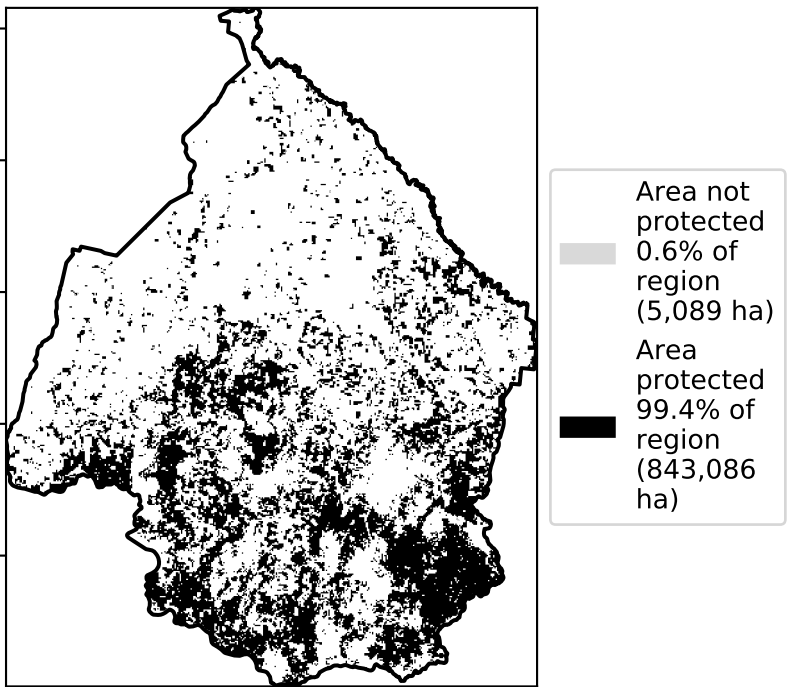 Area not
protected
0.6% of
region
(5,089 ha)
Area
protected
99.4% of
region
(843,086
ha)